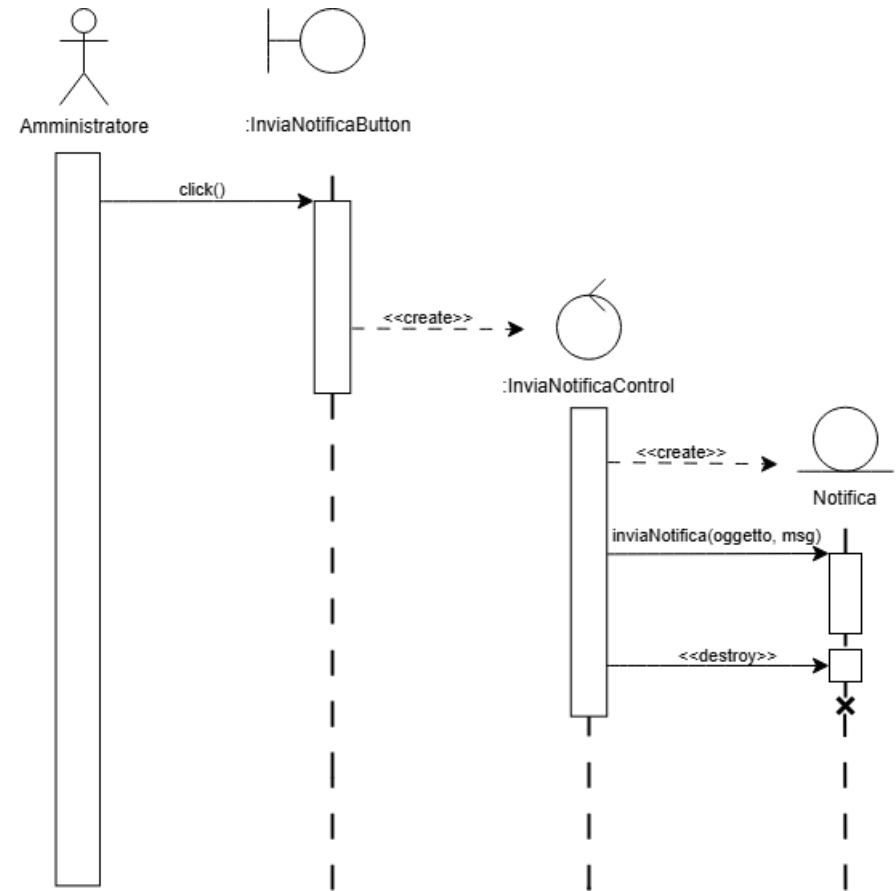 Amministratore
:InviaNotificaButton
click()
<<create>>
:InviaNotificaControl
<<create>>
Notifica
inviaNotifica(oggetto, msg)
<<destroy>>